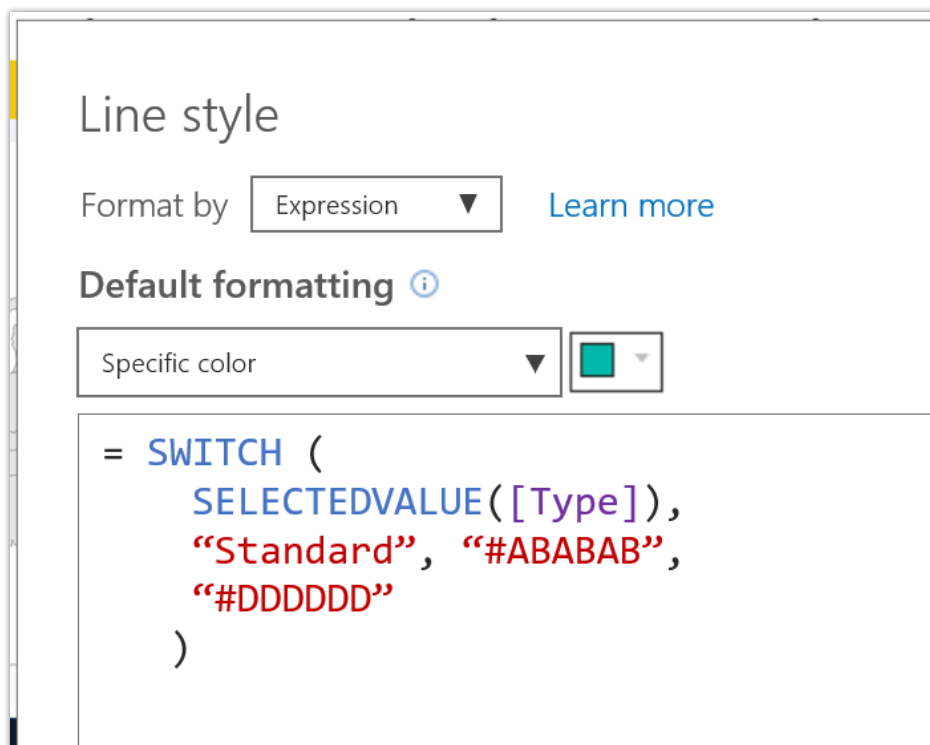 Line style
Format by Expression Learn more
Default formatting
Specific color
= SWITCH (
SELECTEDVALUE([Type]),
“Standard”, “#ABABAB”,
“#DDDDDD”
)